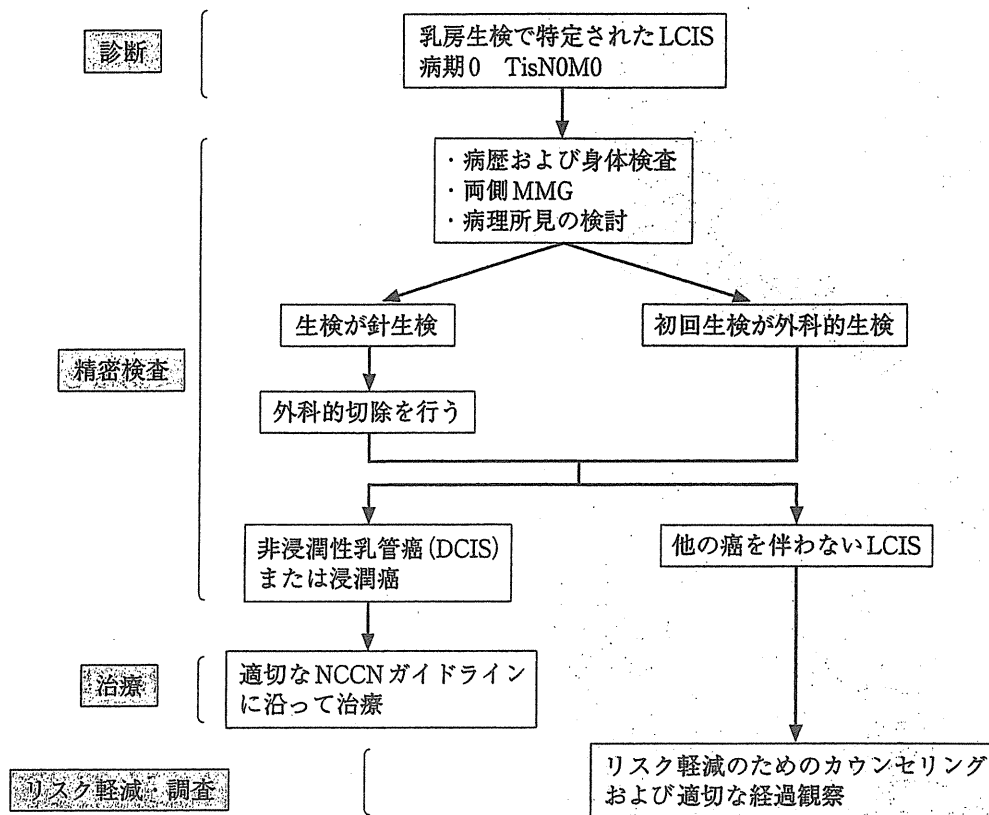 診断
乳房生検で特定されたLCIS
病期0 TisN0M0
・病歴および身体検査
・両側MMG
・病理所見の検討
生検が針生検
初回生検が外科的生検
精密検査
外科的切除を行う
非浸潤性乳管癌(DCIS)
または浸潤癌
他の癌を伴わないLCIS
治療
適切なNCCNガイドライン
に沿って治療
リスク軽減・調査
リスク軽減のためのカウンセリング
および適切な経過観察